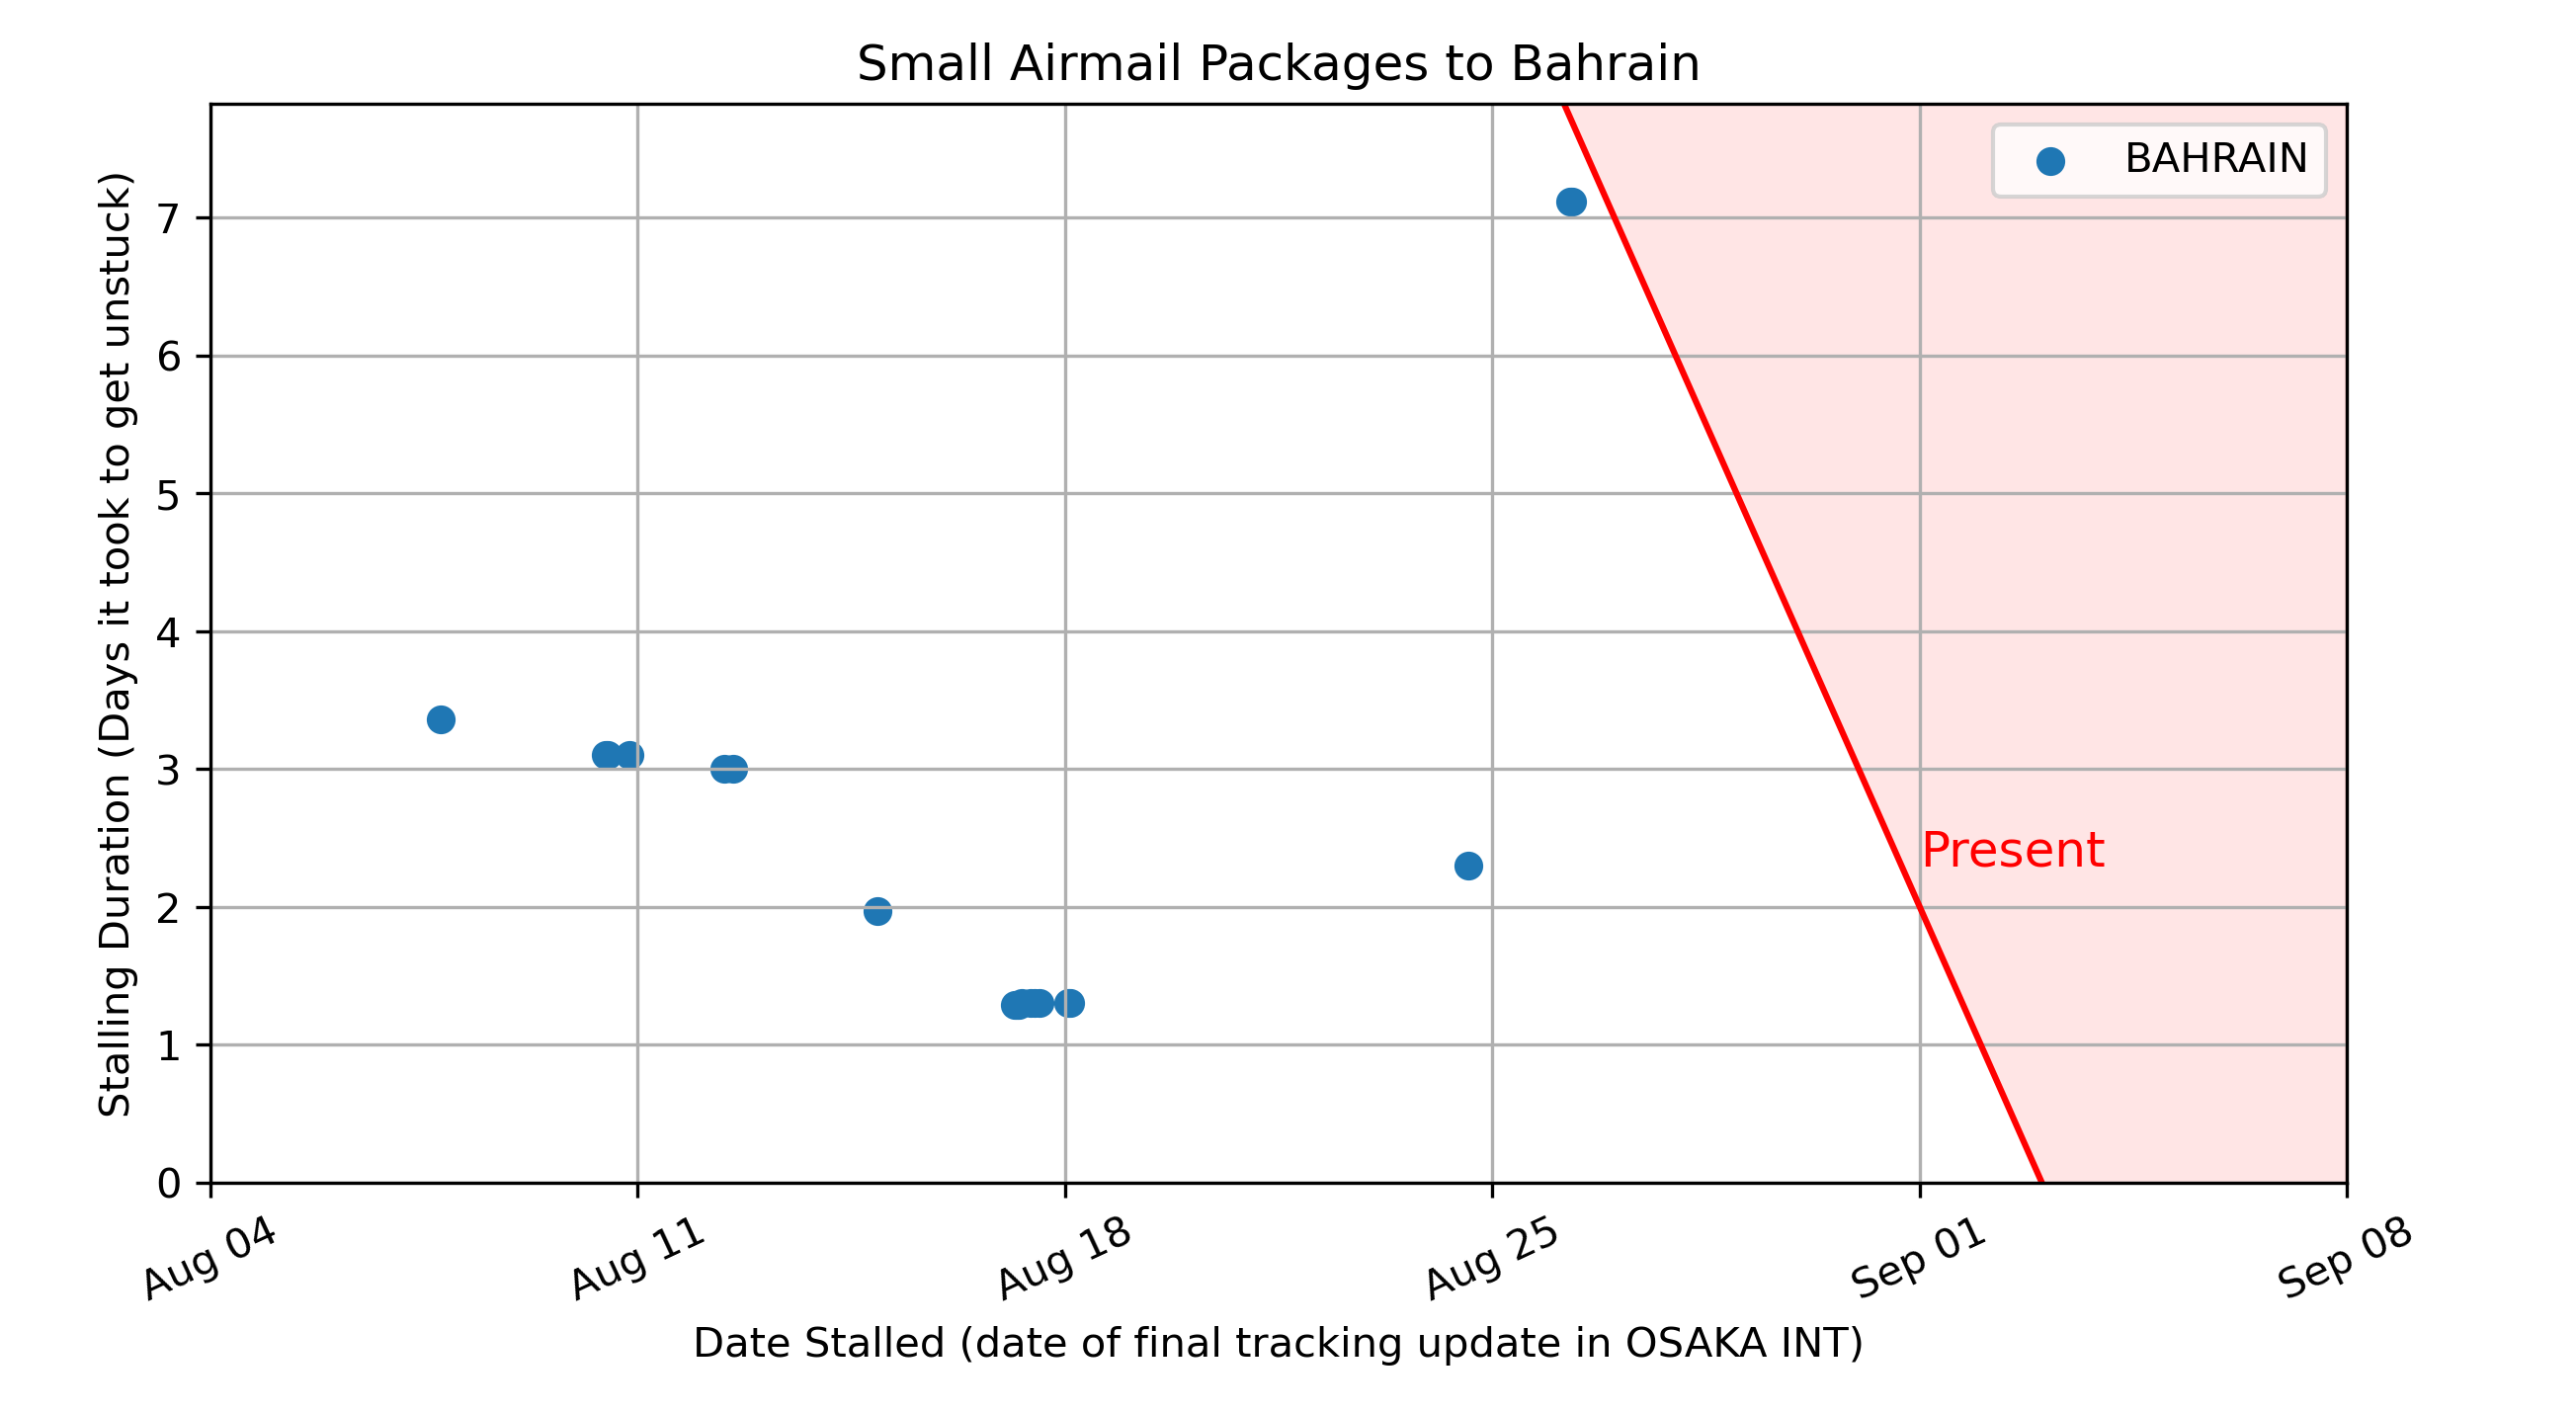 Small Airmail Packages to Bahrain
BAHRAIN
Stalling Duration (Days it took to get unstuck)
7
6
5
4
3
2
1
0
Present
Aug 04
Aug 11
Aug 18
Aug 25
Sep 01
Sep 08
Date Stalled (date of final tracking update in OSAKA INT)